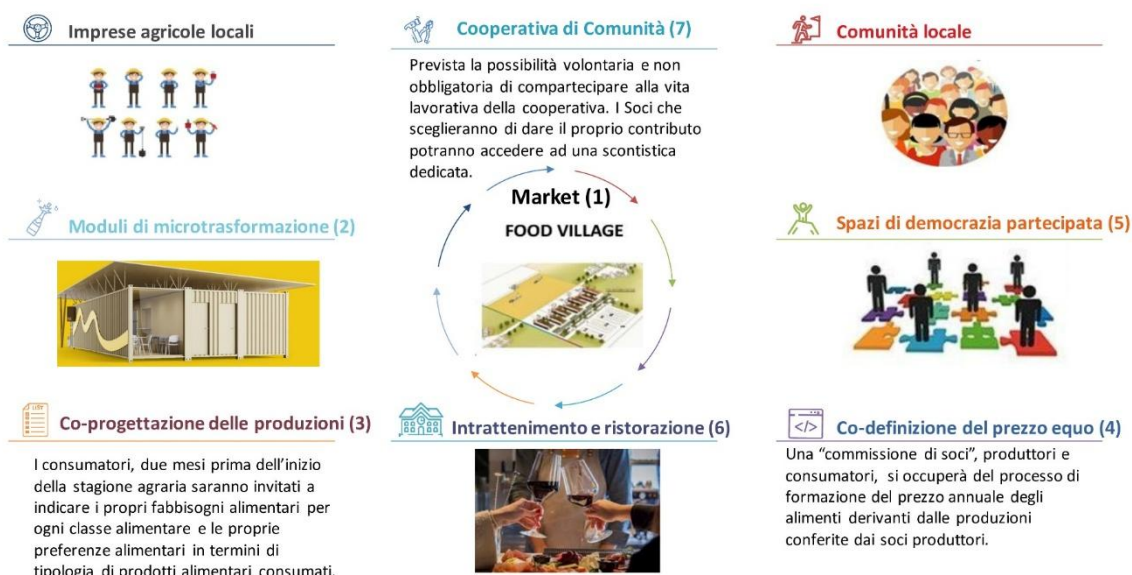 Imprese agricole locali
Cooperativa di Comunità (7)
Prevista la possibilità volontaria e non
obbligatoria di compartecipare alla vita
lavorativa della cooperativa. I Soci che
sceglieranno di dare il proprio contributo
potranno accedere ad una scontistica
dedicata.
Comunità locale
Market (1)
FOOD VILLAGE
Moduli di microtrasformazione (2)
Spazi di democrazia partecipata (5)
Co-progettazione delle produzioni (3)
I consumatori, due mesi prima dell'inizio
della stagione agraria saranno invitati a
indicare i propri fabbisogni alimentari per
ogni classe alimentare e le proprie
preferenze alimentari in termini di
tipologia di prodotti alimentari consumati.
Intrattenimento e ristorazione (6)
</> Co-definizione del prezzo equo (4)
Una “commissione di soci”, produttori e
consumatori, si occuperà del processo di
formazione del prezzo annuale degli
alimenti derivanti dalle produzioni
conferite dai soci produttori.